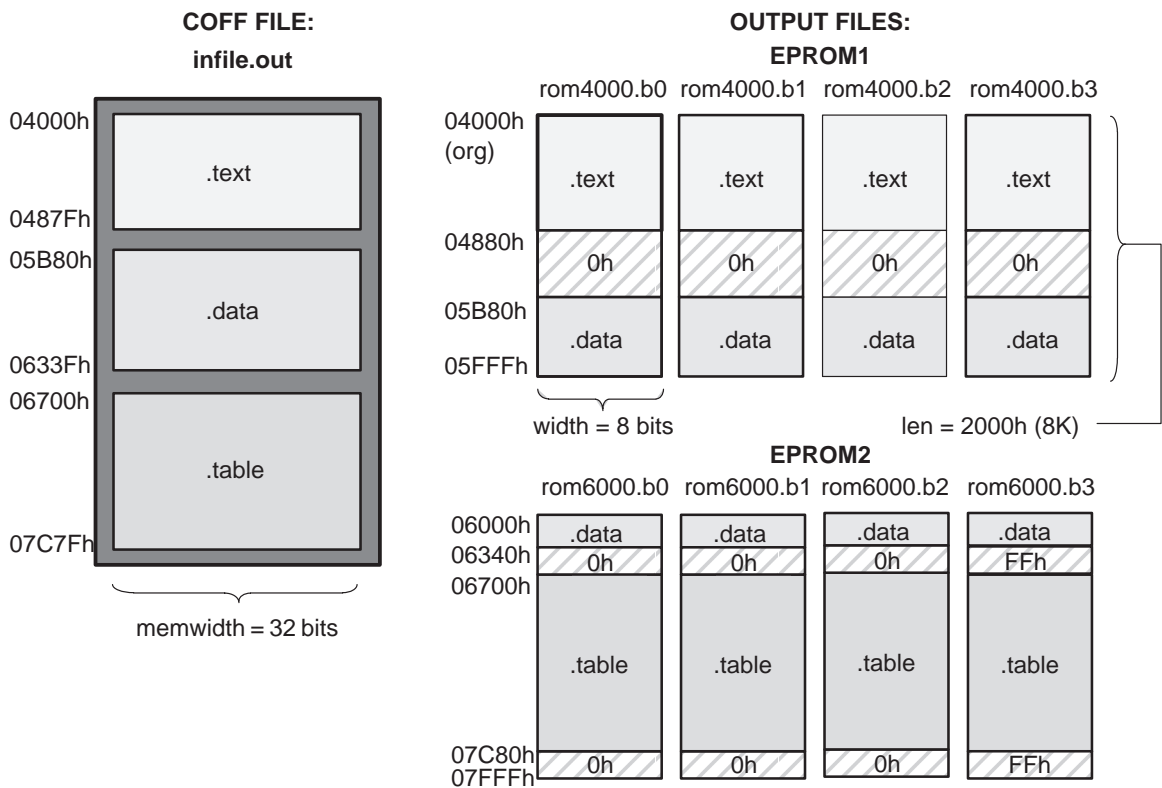 COFF FILE:
infile.out
04000h
.text
0487Fh
05B80h
.data
0633Fh
06700h
.table
07C7Fh
memwidth = 32 bits
OUTPUT FILES:
EPROM1
rom4000.b0 rom4000.b1 rom4000.b2 rom4000.b3
04000h
(org)
.text .text .text .text
04880h
0h 0h 0h 0h
05B80h
.data .data .data .data
05FFFh
width = 8 bits
len = 2000h (8K)
EPROM2
rom6000.b0 rom6000.b1 rom6000.b2 rom6000.b3
06000h
.data .data .data .data
06340h
0h 0h 0h FFh
06700h
.table .table .table .table
07C80h
0h 0h 0h FFh
07FFFh